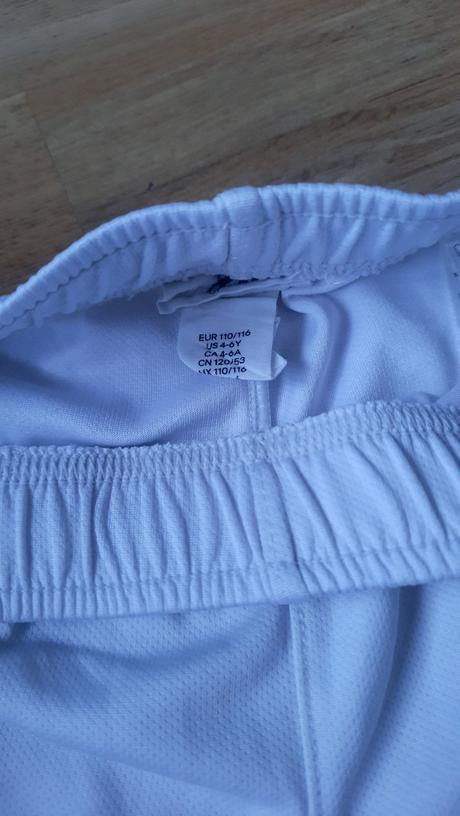 EUR 110/116
US 4-6Y
CA 4-6A
CN 120/53
MX 110/116